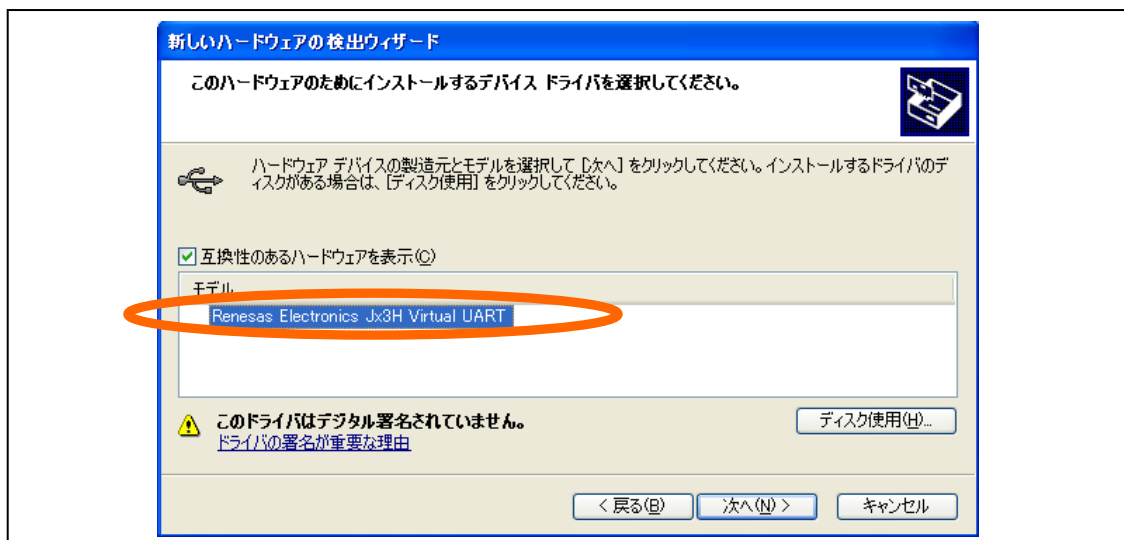 新しいハードウェアの検出ウィザード
このハードウェアのためにインストールするデバイス ドライバを選択してください。
ハードウェア デバイスの製造元とモデルを選択して [次へ] をクリックしてください。インストールするドライバのデ
ィスクがある場合は、[ディスク使用] をクリックしてください。
互換性のあるハードウェアを表示(C)
モデル
Renesas Electronics Jx3H Virtual UART
このドライバはデジタル署名されていません。
ドライバの署名が重要な理由
ディスク使用(H)...
< 戻る(B)
次へ(N) >
キャンセル